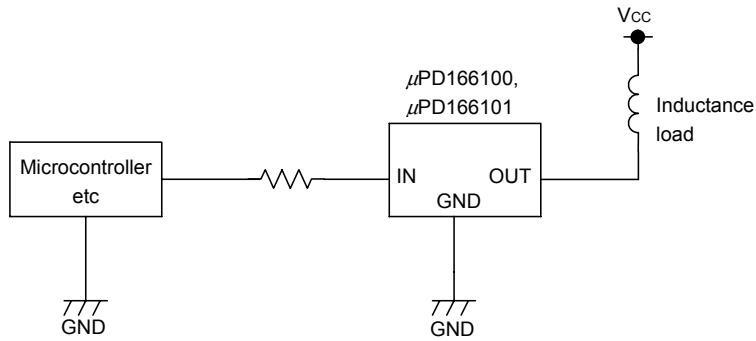 VCC
μPD166100,
μPD166101
Inductance
load
Microcontroller
etc
IN
OUT
GND
GND
GND